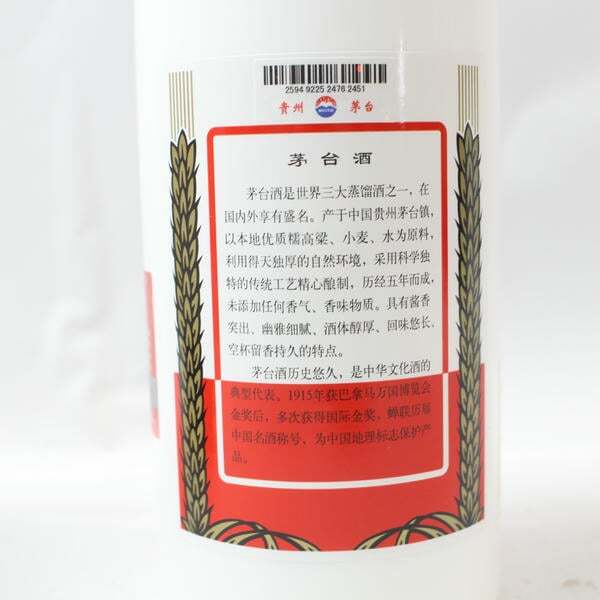 2594 9225 2476 2451
贵州 茅台
茅台酒
茅台酒是世界三大蒸馏酒之一，在
国内外享有盛名。产于中国贵州茅台镇，
以本地优质糯高粱、小麦、水为原料，
利用得天独厚的自然环境，采用科学独
特的传统工艺精心酿制，历经五年而成，
未添加任何香气、香味物质。具有酱香
突出、幽雅细腻、酒体醇厚、回味悠长、
空杯留香持久的特点。
茅台酒历史悠久，是中华文化酒的
典型代表。1915年获巴拿马万国博览会
金奖后，多次获得国际金奖，蝉联历届
中国名酒称号，为中国地理标志保护产
品。